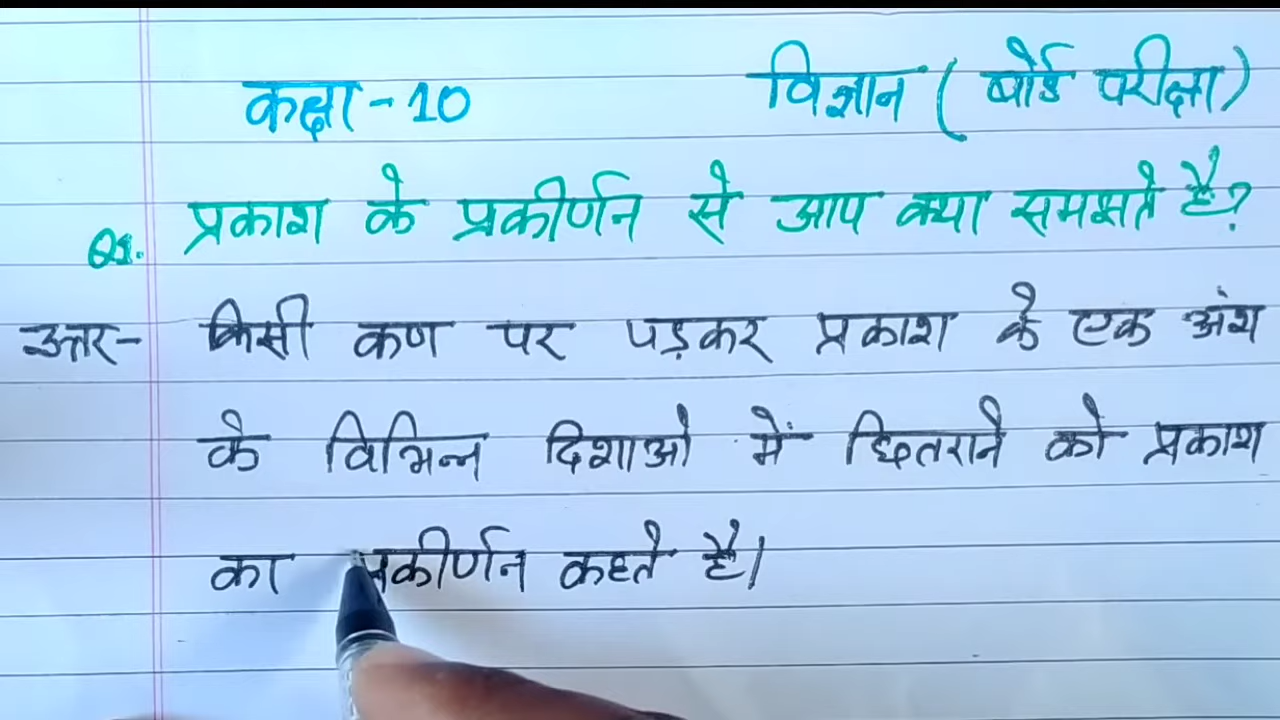 कक्षा - 10 विज्ञान ( बोर्ड परीक्षा )
Q1. प्रकाश के प्रकीर्णन से आप क्या समझते है?
उत्तर - किसी कण पर पड़कर प्रकाश के एक अंश
के विभिन्न दिशाओ में छितराने को प्रकाश
का प्रकीर्णन कहते है।